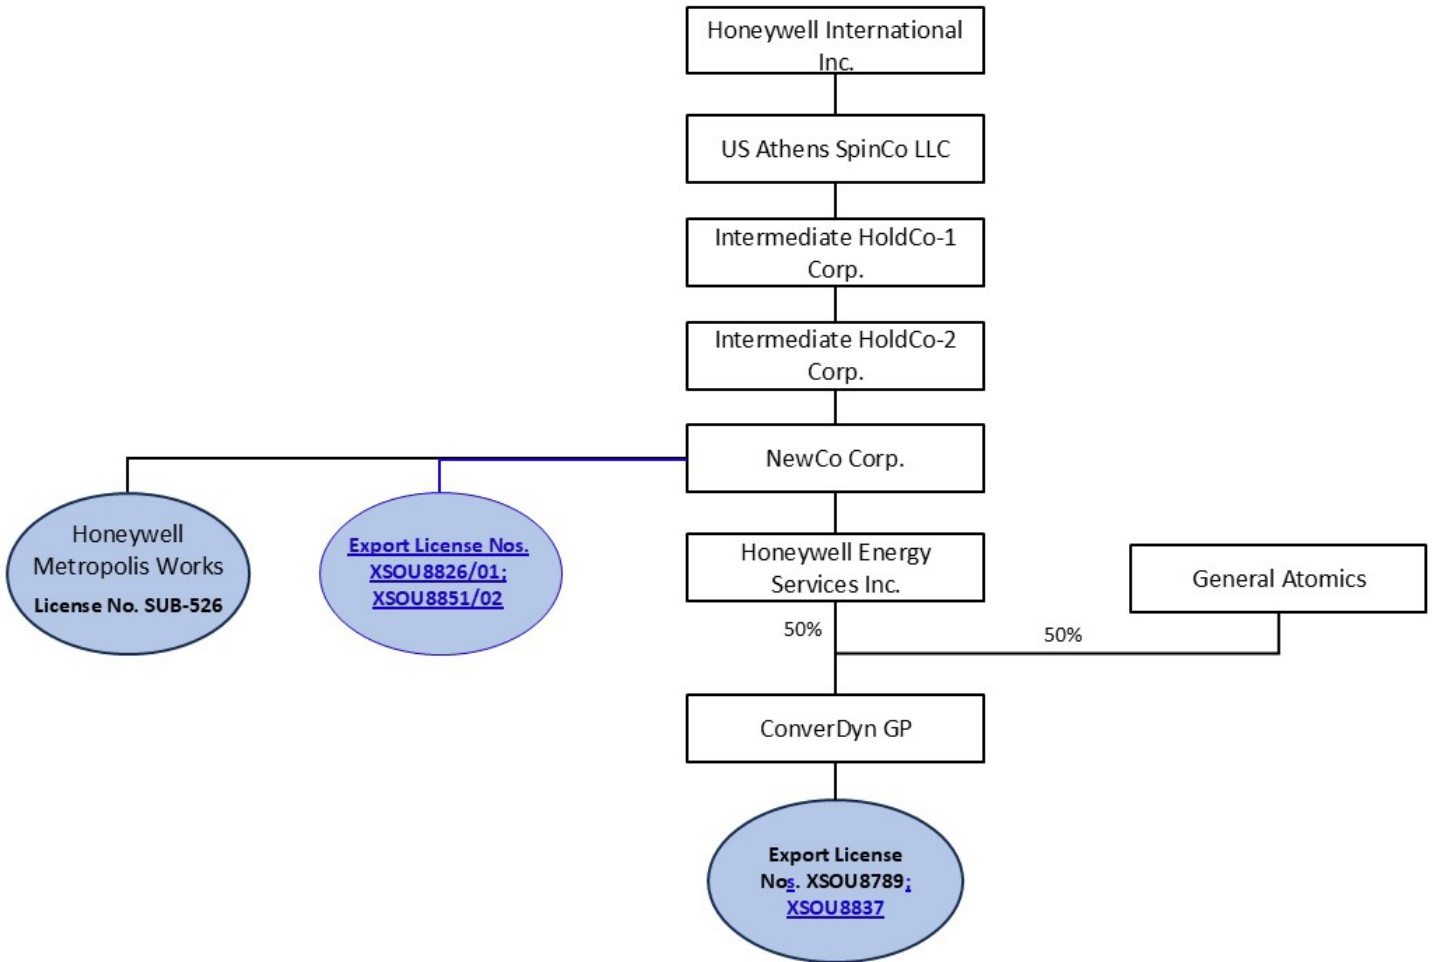 Honeywell International
Inc.
US Athens SpinCo LLC
Intermediate HoldCo-1
Corp.
Intermediate HoldCo-2
Corp.
NewCo Corp.
Honeywell
Metropolis Works
License No. SUB-526
Export License Nos.
XSOU8826/01;
XSOU8851/02
Honeywell Energy
Services Inc.
General Atomics
50%
50%
ConverDyn GP
Export License
Nos. XSOU8789;
XSOU8837